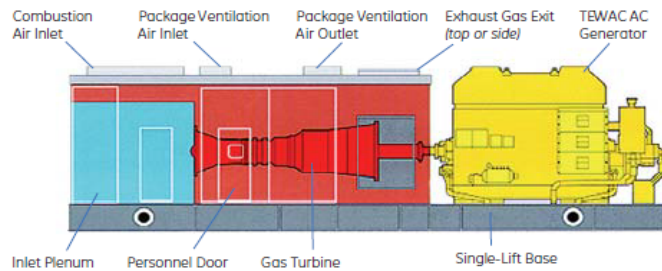 Combustion
Air Inlet
Package Ventilation
Air Inlet
Package Ventilation
Air Outlet
Exhaust Gas Exit
(top or side)
TEWAC AC
Generator
Inlet Plenum
Personnel Door
Gas Turbine
Single-Lift Base